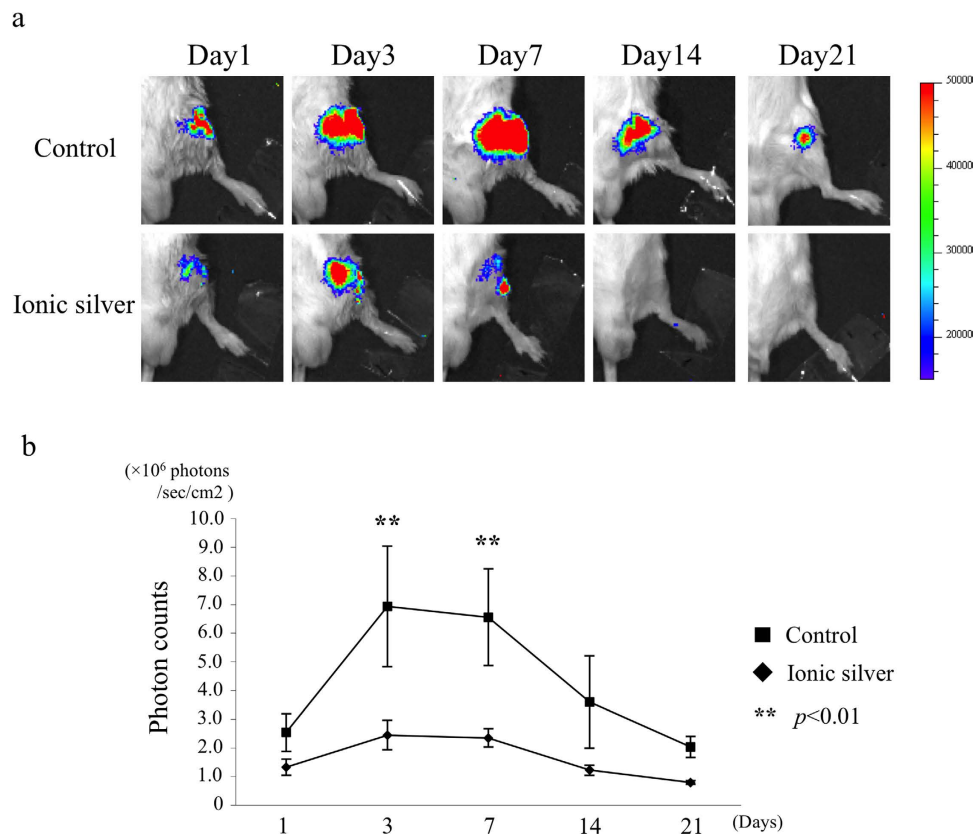 a
Day1 Day3 Day7 Day14 Day21
Control
Ionic silver
50000
40000
30000
20000
b
(×10⁶ photons
/sec/cm2 )
Photon counts
10.0
9.0
8.0
7.0
6.0
5.0
4.0
3.0
2.0
1.0
0
** **
1 3 7 14 21 (Days)
Control
Ionic silver
** p<0.01